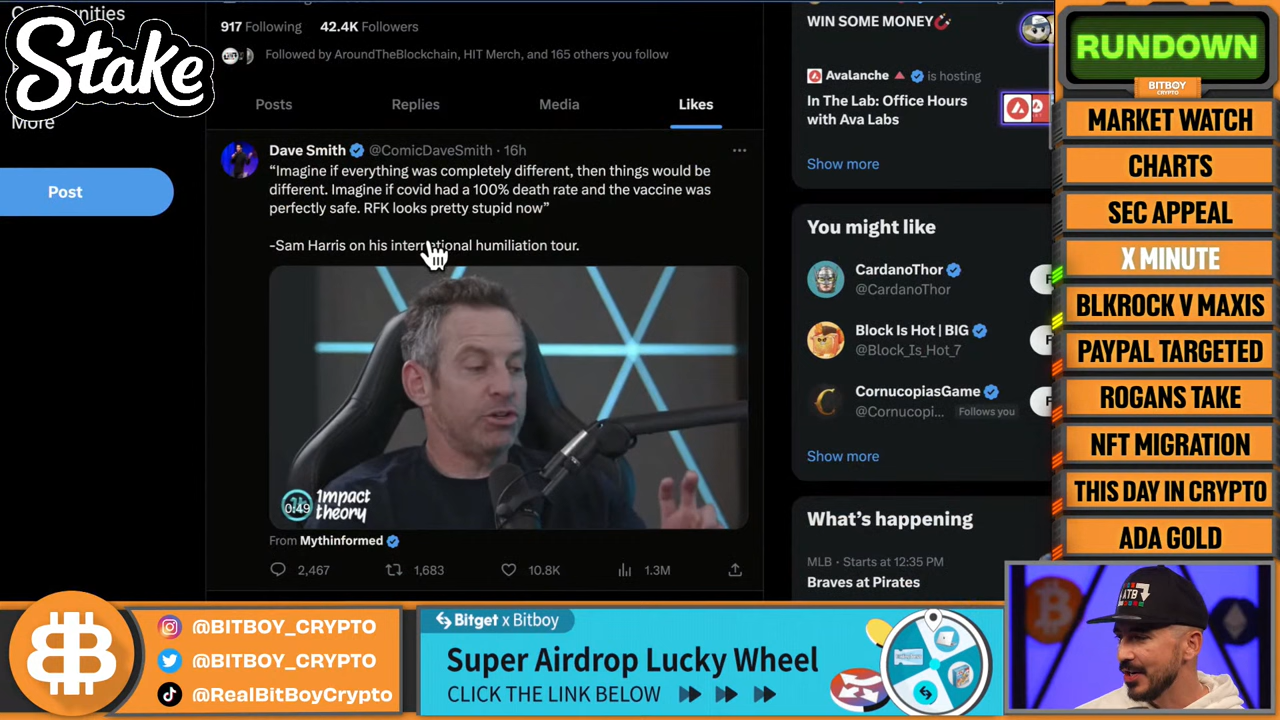 Communities
917 Following 42.4K Followers
Followed by AroundTheBlockchain, HIT Merch, and 165 others you follow
Stake
More
Post
Posts Replies Media Likes
Dave Smith @ComicDaveSmith · 16h
“Imagine if everything was completely different, then things would be
different. Imagine if covid had a 100% death rate and the vaccine was
perfectly safe. RFK looks pretty stupid now”
-Sam Harris on his international humiliation tour.
0:49
impact
theory
From Mythinformed
2,467 1,683 10.8K 1.3M
WIN SOME MONEY
Avalanche is hosting
In The Lab: Office Hours
with Ava Labs
Show more
You might like
CardanoThor
@CardanoThor
Block Is Hot | BIG
@Block_Is_Hot_7
CornucopiasGame
@Cornucopi... Follows you
Show more
What’s happening
MLB · Starts at 12:35 PM
Braves at Pirates
RUNDOWN
BITBOY
CRYPTO
MARKET WATCH
CHARTS
SEC APPEAL
X MINUTE
BLKROCK V MAXIS
PAYPAL TARGETED
ROGANS TAKE
NFT MIGRATION
THIS DAY IN CRYPTO
ADA GOLD
ATB
@BITBOY_CRYPTO
@BITBOY_CRYPTO
@RealBitBoyCrypto
Bitget x Bitboy
Super Airdrop Lucky Wheel
CLICK THE LINK BELOW